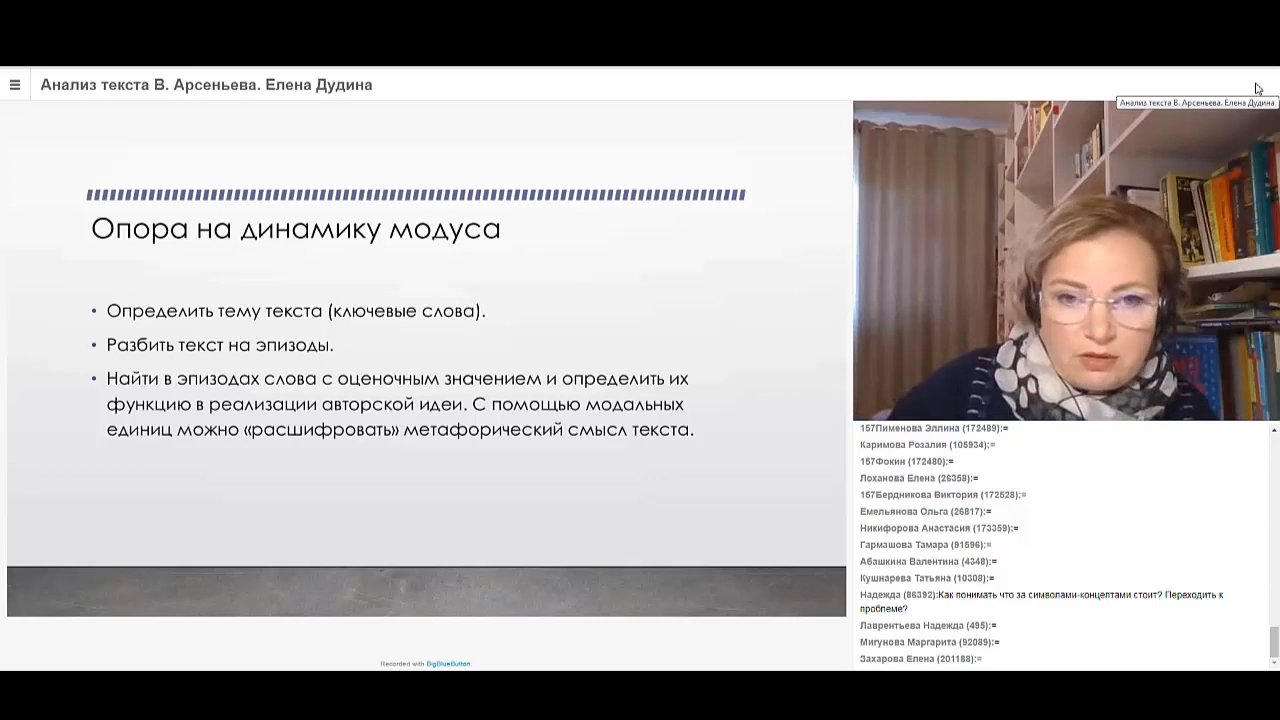 Анализ текста В. Арсеньева. Елена Дудина
Анализ текста В. Арсеньева. Елена Дудина
Опора на динамику модуса
• Определить тему текста (ключевые слова).
• Разбить текст на эпизоды.
• Найти в эпизодах слова с оценочным значением и определить их
функцию в реализации авторской идеи. С помощью модальных
единиц можно «расшифровать» метафорический смысл текста.
157Пименова Эллина (172489):=
Каримова Розалия (105934):=
157Фокин (172480):=
Лоханова Елена (26358):=
157Бердникова Виктория (172528):=
Емельянова Ольга (26817):=
Никифорова Анастасия (173359):=
Гармашова Тамара (91596):=
Абашкина Валентина (4348):=
Кушнарева Татьяна (10308):=
Надежда (86392):Как понимать что за символами-концептами стоит? Переходить к
проблеме?
Лаврентьева Надежда (495):=
Мигунова Маргарита (92089):=
Захарова Елена (201188):=
Recorded with BigBlueButton.